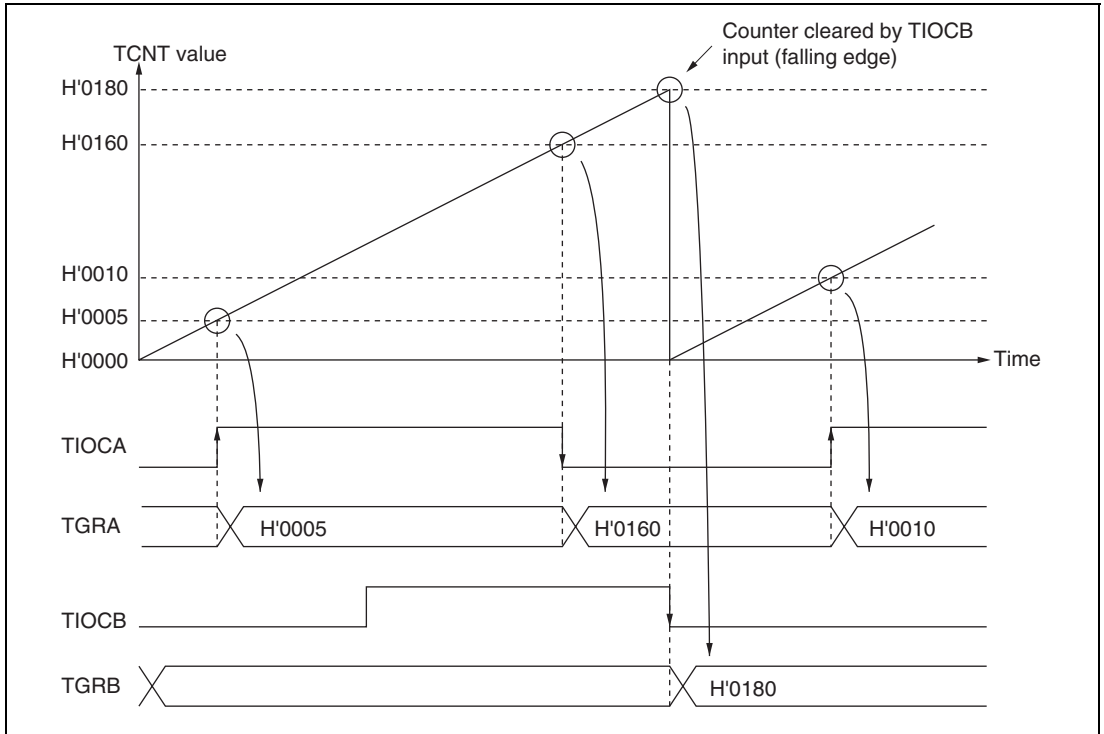 Counter cleared by TIOCB
input (falling edge)
TCNT value
H'0180
H'0160
H'0010
H'0005
H'0000
Time
TIOCA
TGRA
H'0005
H'0160
H'0010
TIOCB
TGRB
H'0180